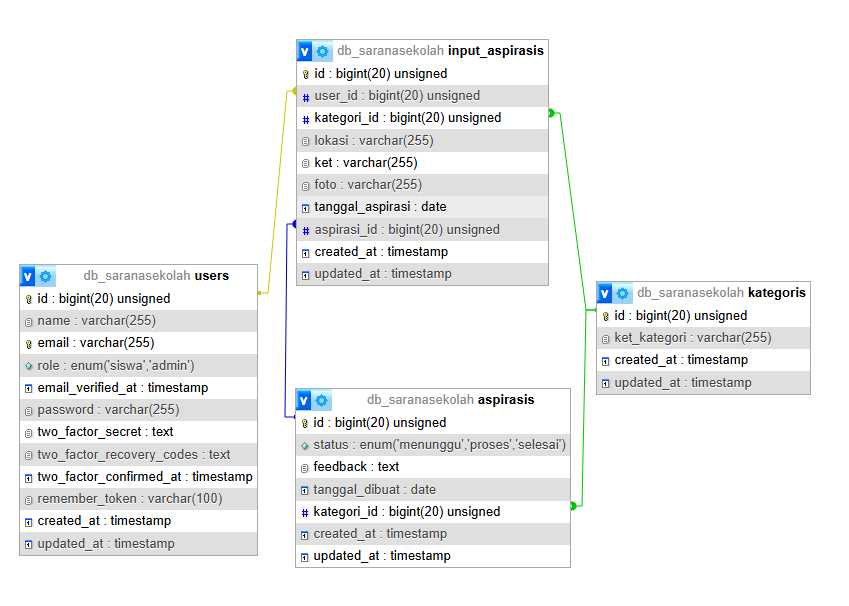 db_saranasekolah input_aspirasis
id : bigint(20) unsigned
user_id : bigint(20) unsigned
kategori_id : bigint(20) unsigned
lokasi : varchar(255)
ket : varchar(255)
foto : varchar(255)
tanggal_aspirasi : date
aspirasi_id : bigint(20) unsigned
created_at : timestamp
updated_at : timestamp
db_saranasekolah users
id : bigint(20) unsigned
name : varchar(255)
email : varchar(255)
role : enum('siswa','admin')
email_verified_at : timestamp
password : varchar(255)
two_factor_secret : text
two_factor_recovery_codes : text
two_factor_confirmed_at : timestamp
remember_token : varchar(100)
created_at : timestamp
updated_at : timestamp
db_saranasekolah aspirasis
id : bigint(20) unsigned
status : enum('menunggu','proses','selesai')
feedback : text
tanggal_dibuat : date
kategori_id : bigint(20) unsigned
created_at : timestamp
updated_at : timestamp
db_saranasekolah kategoris
id : bigint(20) unsigned
ket_kategori : varchar(255)
created_at : timestamp
updated_at : timestamp